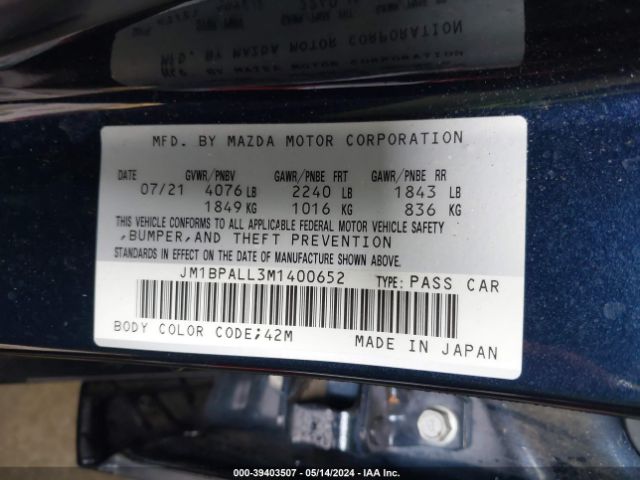 MFD. BY MAZDA MOTOR CORPORATION
DATE GVWR/PNBV GAWR/PNBE FRT GAWR/PNBE RR
07/21 4076 LB 2240 LB 1843 LB
1849 KG 1016 KG 836 KG
THIS VEHICLE CONFORMS TO ALL APPLICABLE FEDERAL MOTOR VEHICLE SAFETY
,BUMPER,AND THEFT PREVENTION
STANDARDS IN EFFECT ON THE DATE OF MANUFACTURE SHOWN ABOVE.
JM1BPALL3M1400652 TYPE: PASS CAR
BODY COLOR CODE;42M MADE IN JAPAN
000-39403507 - 05/14/2024 - IAA Inc.